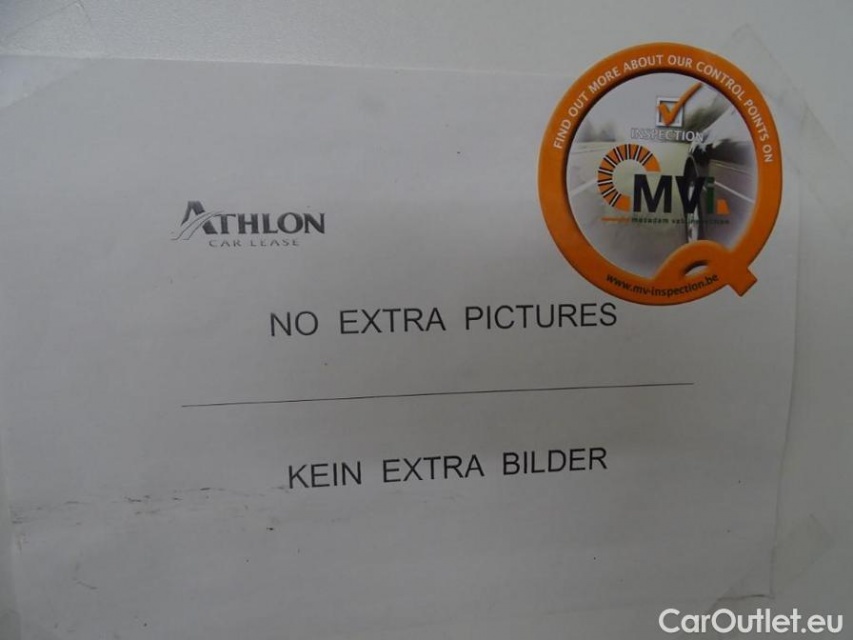 FIND OUT MORE ABOUT OUR CONTROL POINTS ON
INSPECTION
MVi
macadam
www.mv-inspection.be
ATHLON
CAR LEASE
NO EXTRA PICTURES
KEIN EXTRA BILDER
CarOutlet.eu